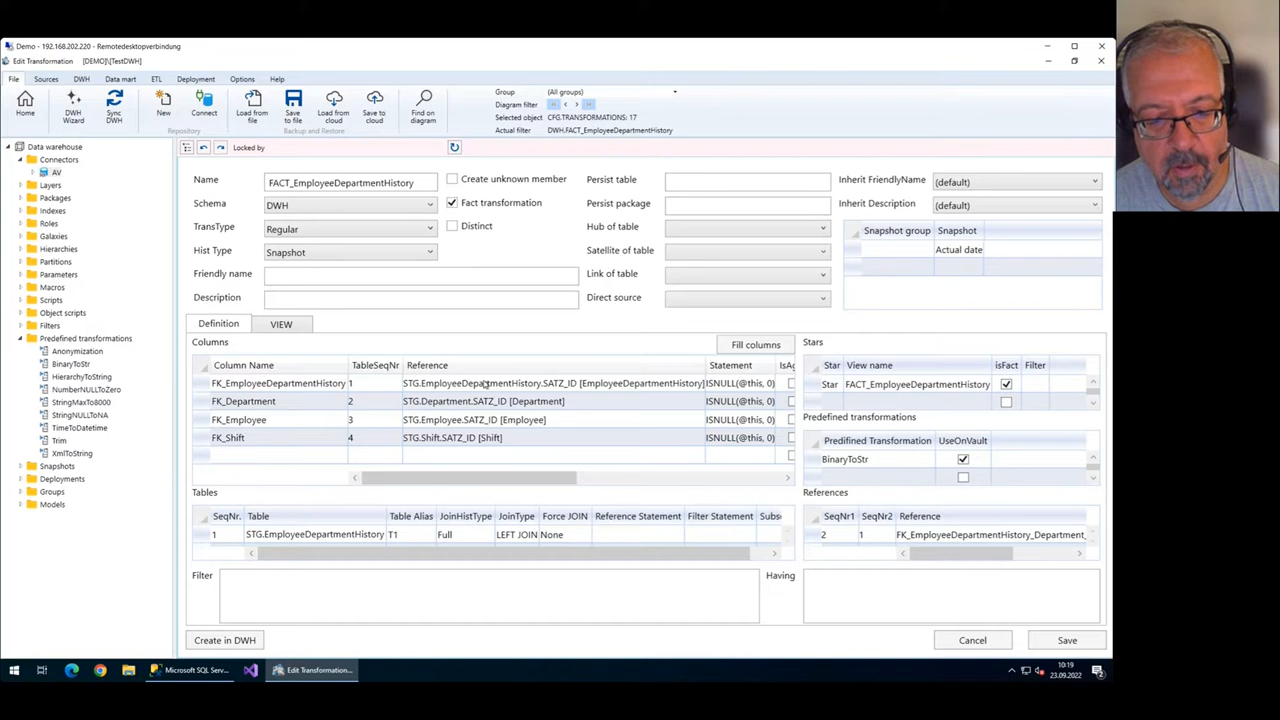 Demo - 192.168.202.220 - Remotedesktopverbindung
Edit Transformation [DEMO]\[TestDWH]
File Sources DWH Data mart ETL Deployment Options Help
Home
DWH Wizard
Sync DWH
New
Connect
Repository
Load from file
Save to file
Load from cloud
Save to cloud
Backup and Restore
Find on diagram
Group (All groups)
Diagram filter
Selected object CFG.TRANSFORMATIONS: 17
Actual filter DWH.FACT_EmployeeDepartmentHistory
Data warehouse
Connectors
AV
Layers
Packages
Indexes
Roles
Galaxies
Hierarchies
Partitions
Parameters
Macros
Scripts
Object scripts
Filters
Predefined transformations
Anonymization
BinaryToStr
HierarchyToString
NumberNULLToZero
StringMaxTo8000
StringNULLToNA
TimeToDatetime
Trim
XmlToString
Snapshots
Deployments
Groups
Models
Locked by
Name FACT_EmployeeDepartmentHistory
Schema DWH
TransType Regular
Hist Type Snapshot
Friendly name
Description
Create unknown member
Fact transformation
Distinct
Persist table
Persist package
Hub of table
Satellite of table
Link of table
Direct source
Inherit FriendlyName (default)
Inherit Description (default)
Snapshot group Snapshot
Actual date
Definition VIEW
Columns Fill columns
Column Name TableSeqNr Reference Statement IsAg
FK_EmployeeDepartmentHistory 1 STG.EmployeeDepartmentHistory.SATZ_ID [EmployeeDepartmentHistory] ISNULL(@this, 0)
FK_Department 2 STG.Department.SATZ_ID [Department] ISNULL(@this, 0)
FK_Employee 3 STG.Employee.SATZ_ID [Employee] ISNULL(@this, 0)
FK_Shift 4 STG.Shift.SATZ_ID [Shift] ISNULL(@this, 0)
Stars
Star View name isFact Filter
Star FACT_EmployeeDepartmentHistory
Predefined transformations
Predifined Transformation UseOnVault
BinaryToStr
Tables
SeqNr. Table Table Alias JoinHistType JoinType Force JOIN Reference Statement Filter Statement Subs
1 STG.EmployeeDepartmentHistory T1 Full LEFT JOIN None
References
SeqNr1 SeqNr2 Reference
2 1 FK_EmployeeDepartmentHistory_Department_
Filter
Having
Create in DWH Cancel Save
Microsoft SQL Serv...
Edit Transformation...
10:19
23.09.2022